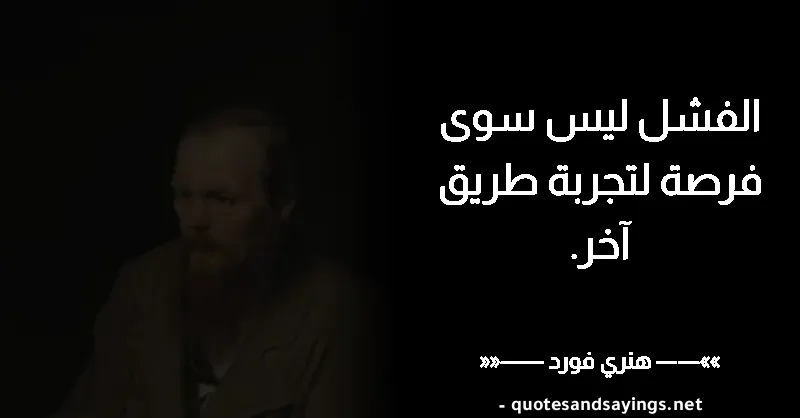 الفشل ليس سوى
فرصة لتجربة طريق
آخر.
»»—— هنري فورد ——««
- quotesandsayings.net